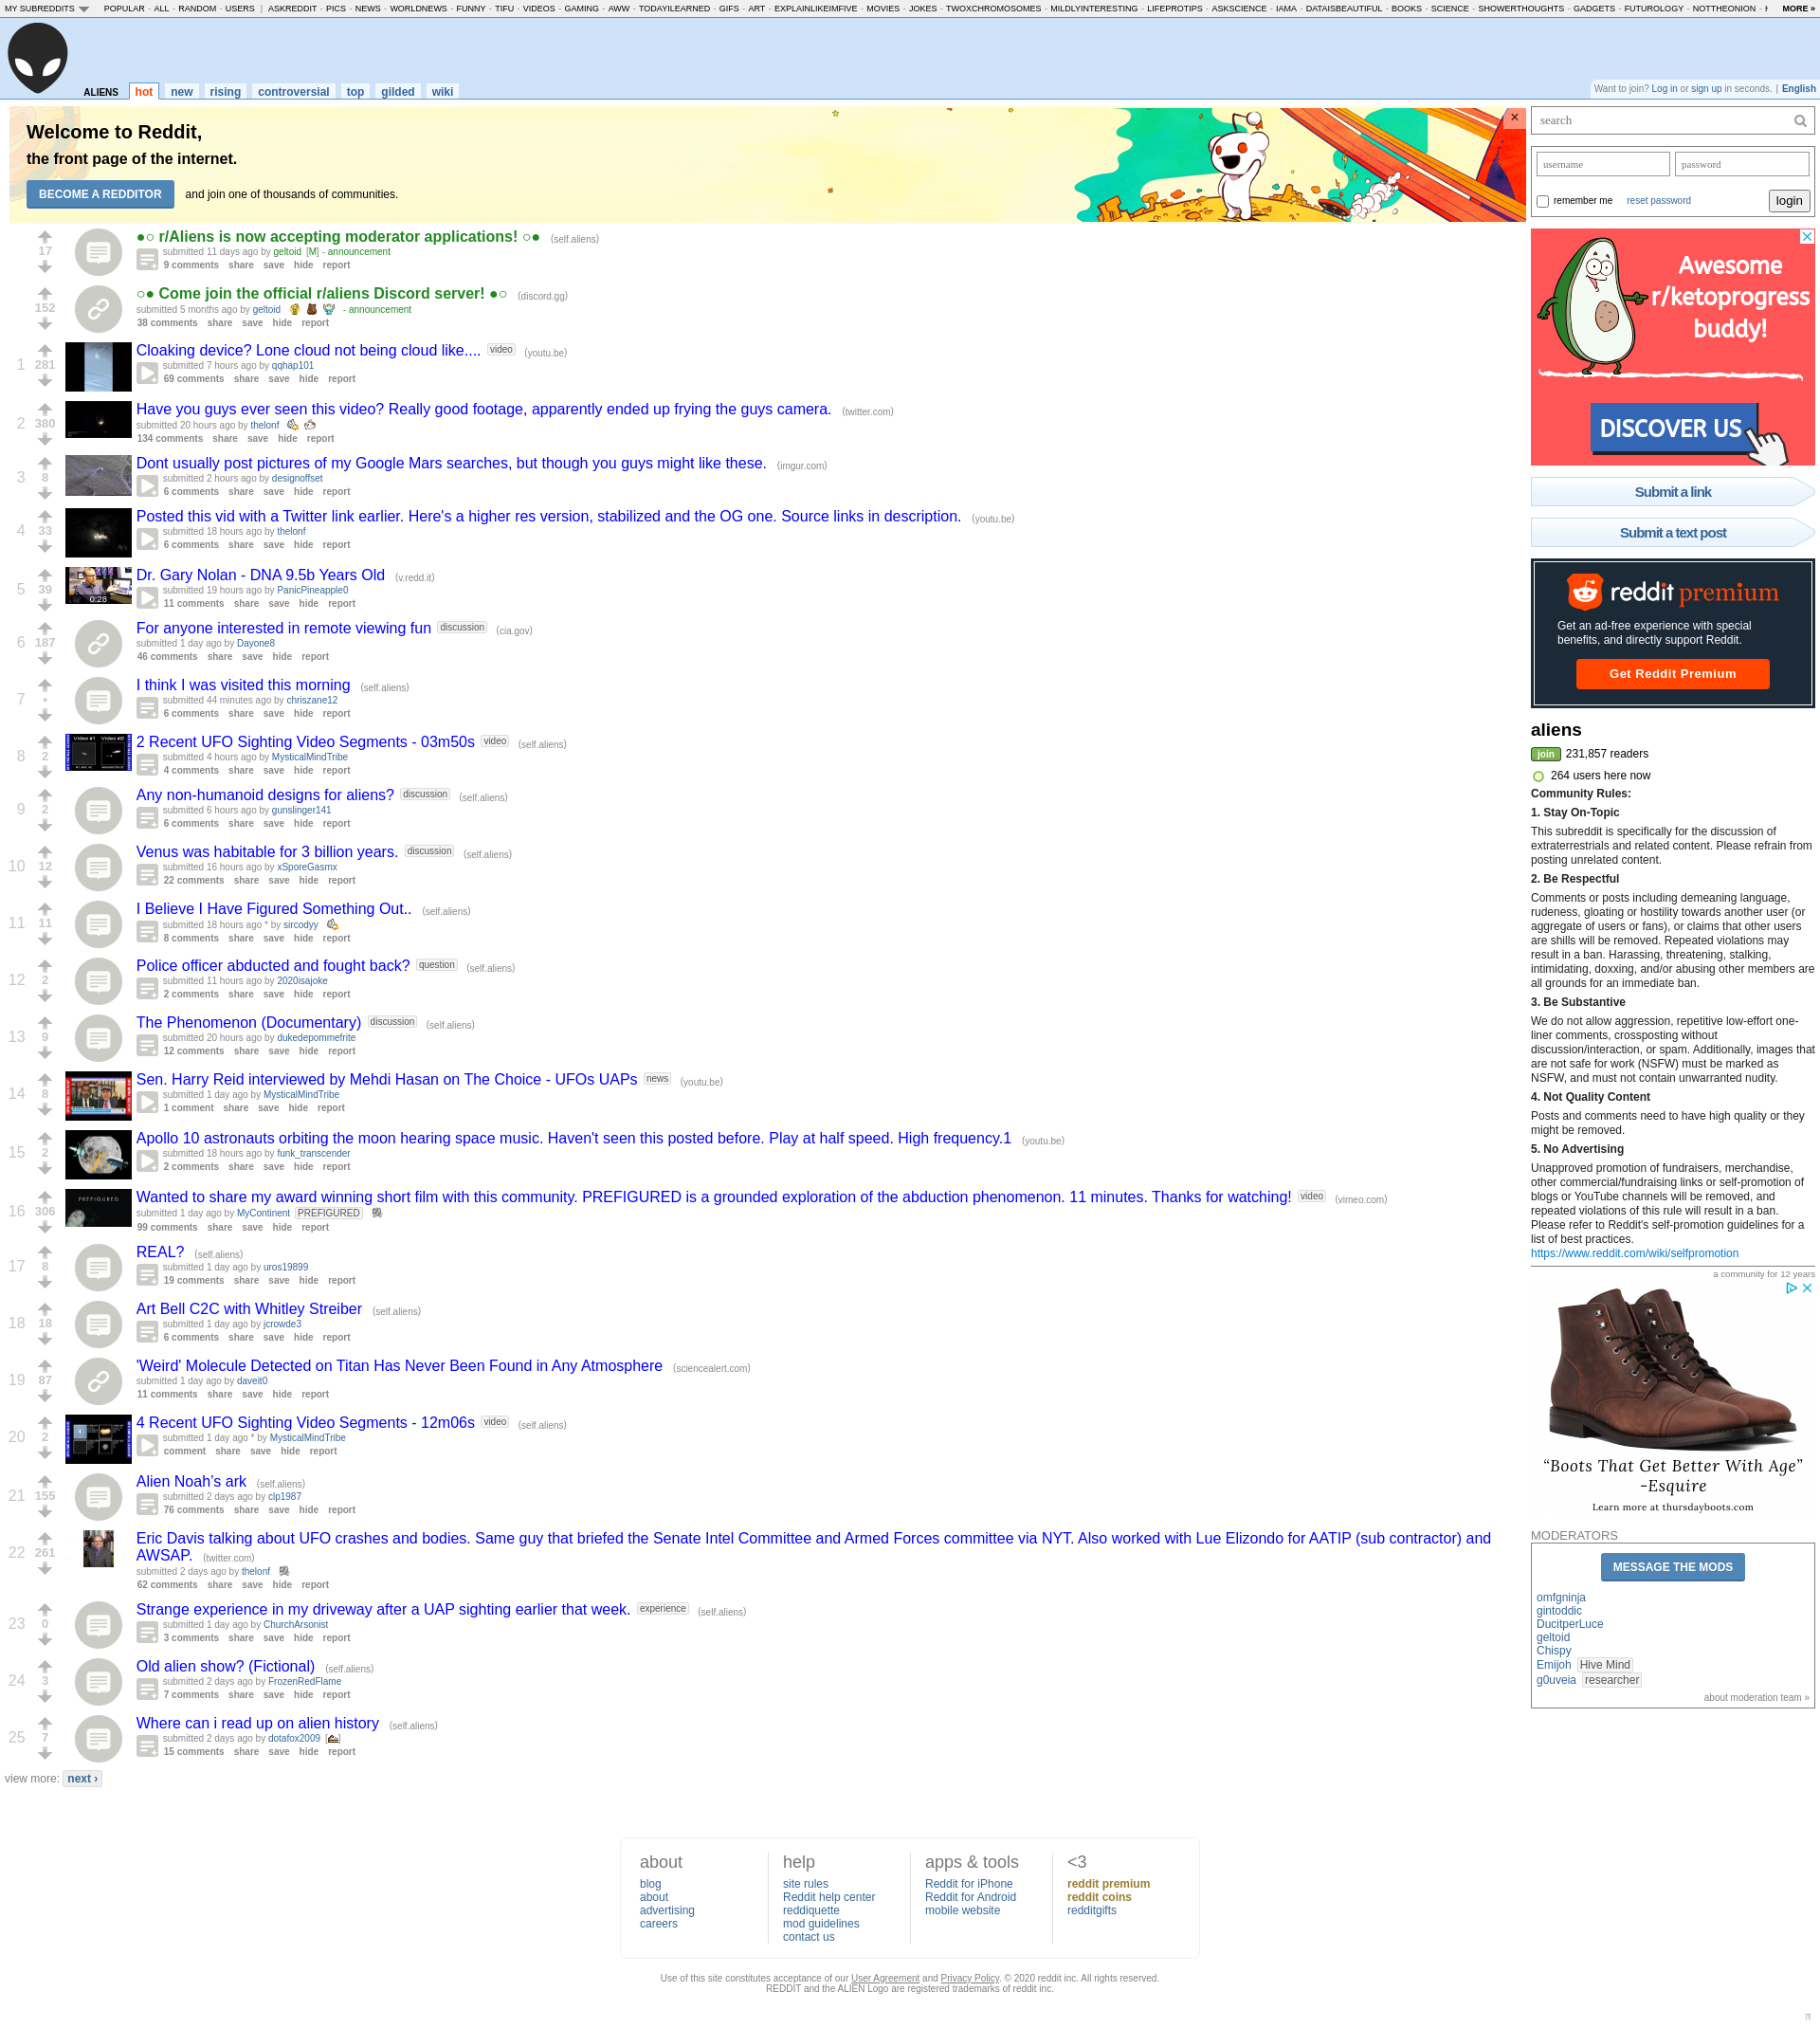 MY SUBREDDITS POPULAR - ALL - RANDOM - USERS | ASKREDDIT - PICS - NEWS - WORLDNEWS - FUNNY - TIFU - VIDEOS - GAMING - AWW - TODAYILEARNED - GIFS - ART - EXPLAINLIKEIMFIVE - MOVIES - JOKES - TWOXCHROMOSOMES - MILDLYINTERESTING - LIFEPROTIPS - ASKSCIENCE - IAMA - DATAISBEAUTIFUL - BOOKS - SCIENCE - SHOWERTHOUGHTS - GADGETS - FUTUROLOGY - NOTTHEONION - MORE »
ALIENS hot new rising controversial top gilded wiki
Want to join? Log in or sign up in seconds. | English
Welcome to Reddit,
the front page of the internet.
BECOME A REDDITOR and join one of thousands of communities.
×
17
●○ r/Aliens is now accepting moderator applications! ○● (self.aliens)
submitted 11 days ago by geltoid [M] - announcement
9 comments share save hide report
152
○● Come join the official r/aliens Discord server! ●○ (discord.gg)
submitted 5 months ago by geltoid - announcement
38 comments share save hide report
1 281
Cloaking device? Lone cloud not being cloud like.... video (youtu.be)
submitted 7 hours ago by qqhap101
69 comments share save hide report
2 380
Have you guys ever seen this video? Really good footage, apparently ended up frying the guys camera. (twitter.com)
submitted 20 hours ago by thelonf
134 comments share save hide report
3 8
Dont usually post pictures of my Google Mars searches, but though you guys might like these. (imgur.com)
submitted 2 hours ago by designoffset
6 comments share save hide report
4 33
Posted this vid with a Twitter link earlier. Here's a higher res version, stabilized and the OG one. Source links in description. (youtu.be)
submitted 18 hours ago by thelonf
6 comments share save hide report
5 39
0:28
Dr. Gary Nolan - DNA 9.5b Years Old (v.redd.it)
submitted 19 hours ago by PanicPineapple0
11 comments share save hide report
6 187
For anyone interested in remote viewing fun discussion (cia.gov)
submitted 1 day ago by Dayone8
46 comments share save hide report
7 •
I think I was visited this morning (self.aliens)
submitted 44 minutes ago by chriszane12
6 comments share save hide report
8 2
Video #1 Video #2
2 Recent UFO Sighting Video Segments - 03m50s video (self.aliens)
submitted 4 hours ago by MysticalMindTribe
4 comments share save hide report
9 2
Any non-humanoid designs for aliens? discussion (self.aliens)
submitted 6 hours ago by gunslinger141
6 comments share save hide report
10 12
Venus was habitable for 3 billion years. discussion (self.aliens)
submitted 16 hours ago by xSporeGasmx
22 comments share save hide report
11 11
I Believe I Have Figured Something Out.. (self.aliens)
submitted 18 hours ago * by sircodyy
8 comments share save hide report
12 2
Police officer abducted and fought back? question (self.aliens)
submitted 11 hours ago by 2020isajoke
2 comments share save hide report
13 9
The Phenomenon (Documentary) discussion (self.aliens)
submitted 20 hours ago by dukedepommefrite
12 comments share save hide report
14 8
Sen. Harry Reid interviewed by Mehdi Hasan on The Choice - UFOs UAPs news (youtu.be)
submitted 1 day ago by MysticalMindTribe
1 comment share save hide report
15 2
Apollo 10 astronauts orbiting the moon hearing space music. Haven't seen this posted before. Play at half speed. High frequency.1 (youtu.be)
submitted 18 hours ago by funk_transcender
2 comments share save hide report
16 306
PREFIGURED
Wanted to share my award winning short film with this community. PREFIGURED is a grounded exploration of the abduction phenomenon. 11 minutes. Thanks for watching! video (vimeo.com)
submitted 1 day ago by MyContinent PREFIGURED
99 comments share save hide report
17 8
REAL? (self.aliens)
submitted 1 day ago by uros19899
19 comments share save hide report
18 18
Art Bell C2C with Whitley Streiber (self.aliens)
submitted 1 day ago by jcrowde3
6 comments share save hide report
19 87
'Weird' Molecule Detected on Titan Has Never Been Found in Any Atmosphere (sciencealert.com)
submitted 1 day ago by daveit0
11 comments share save hide report
20 2
4 Recent UFO Sighting Video Segments - 12m06s video (self.aliens)
submitted 1 day ago * by MysticalMindTribe
comment share save hide report
21 155
Alien Noah’s ark (self.aliens)
submitted 2 days ago by clp1987
76 comments share save hide report
22 261
Eric Davis talking about UFO crashes and bodies. Same guy that briefed the Senate Intel Committee and Armed Forces committee via NYT. Also worked with Lue Elizondo for AATIP (sub contractor) and
AWSAP. (twitter.com)
submitted 2 days ago by thelonf
62 comments share save hide report
23 0
Strange experience in my driveway after a UAP sighting earlier that week. experience (self.aliens)
submitted 1 day ago by ChurchArsonist
3 comments share save hide report
24 3
Old alien show? (Fictional) (self.aliens)
submitted 2 days ago by FrozenRedFlame
7 comments share save hide report
25 7
Where can i read up on alien history (self.aliens)
submitted 2 days ago by dotafox2009
15 comments share save hide report
view more: next ›
search
username password
remember me reset password login
Awesome
r/ketoprogress
buddy!
DISCOVER US
Submit a link
Submit a text post
reddit premium
Get an ad-free experience with special
benefits, and directly support Reddit.
Get Reddit Premium
aliens
join 231,857 readers
264 users here now
Community Rules:
1. Stay On-Topic
This subreddit is specifically for the discussion of
extraterrestrials and related content. Please refrain from
posting unrelated content.
2. Be Respectful
Comments or posts including demeaning language,
rudeness, gloating or hostility towards another user (or
aggregate of users or fans), or claims that other users
are shills will be removed. Repeated violations may
result in a ban. Harassing, threatening, stalking,
intimidating, doxxing, and/or abusing other members are
all grounds for an immediate ban.
3. Be Substantive
We do not allow aggression, repetitive low-effort one-
liner comments, crossposting without
discussion/interaction, or spam. Additionally, images that
are not safe for work (NSFW) must be marked as
NSFW, and must not contain unwarranted nudity.
4. Not Quality Content
Posts and comments need to have high quality or they
might be removed.
5. No Advertising
Unapproved promotion of fundraisers, merchandise,
other commercial/fundraising links or self-promotion of
blogs or YouTube channels will be removed, and
repeated violations of this rule will result in a ban.
Please refer to Reddit's self-promotion guidelines for a
list of best practices.
https://www.reddit.com/wiki/selfpromotion
a community for 12 years
“Boots That Get Better With Age”
-Esquire
Learn more at thursdayboots.com
MODERATORS
MESSAGE THE MODS
omfgninja
gintoddic
DucitperLuce
geltoid
Chispy
Emijoh Hive Mind
g0uveia researcher
about moderation team »
about
blog
about
advertising
careers
help
site rules
Reddit help center
reddiquette
mod guidelines
contact us
apps & tools
Reddit for iPhone
Reddit for Android
mobile website
<3
reddit premium
reddit coins
redditgifts
Use of this site constitutes acceptance of our User Agreement and Privacy Policy. © 2020 reddit inc. All rights reserved.
REDDIT and the ALIEN Logo are registered trademarks of reddit inc.
π